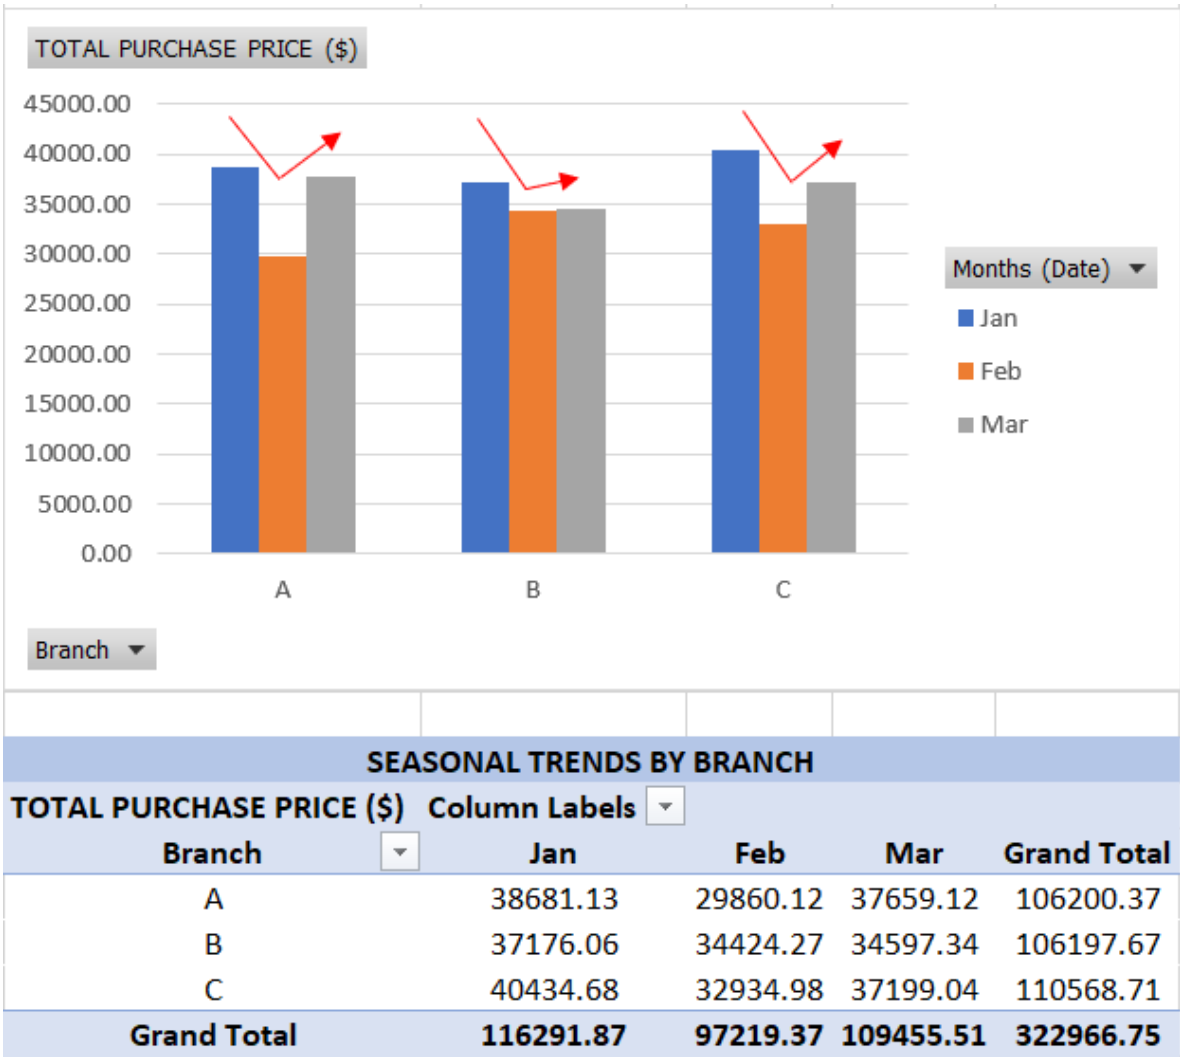 TOTAL PURCHASE PRICE ($)
45000.00
40000.00
35000.00
30000.00
25000.00
20000.00
15000.00
10000.00
5000.00
0.00
A B C
Months (Date)
Jan
Feb
Mar
Branch
SEASONAL TRENDS BY BRANCH
TOTAL PURCHASE PRICE ($) Column Labels
Branch Jan Feb Mar Grand Total
A 38681.13 29860.12 37659.12 106200.37
B 37176.06 34424.27 34597.34 106197.67
C 40434.68 32934.98 37199.04 110568.71
Grand Total 116291.87 97219.37 109455.51 322966.75